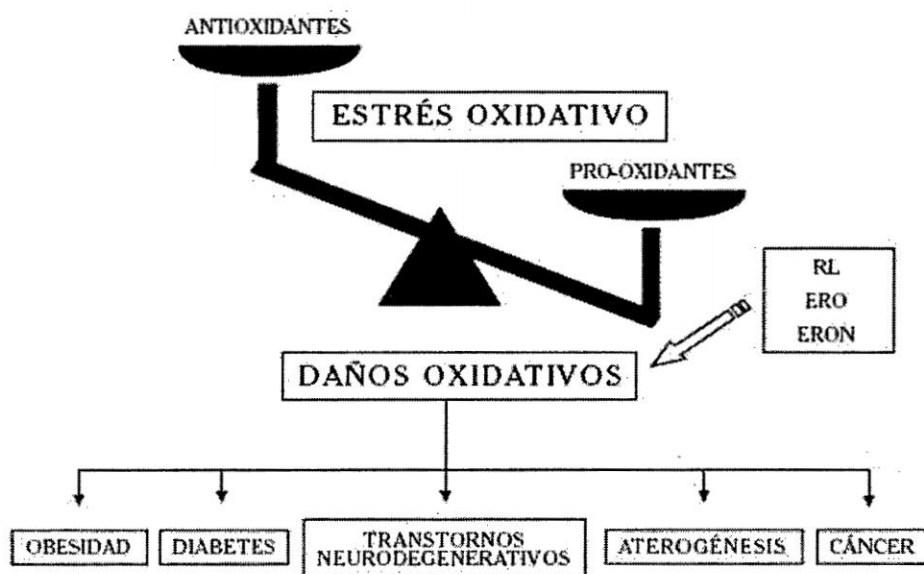 ANTIOXIDANTES
ESTRÉS OXIDATIVO
PRO-OXIDANTES
RL
ERO
ERON
DAÑOS OXIDATIVOS
OBESIDAD
DIABETES
TRANSTORNOS
NEURODEGENERATIVOS
ATEROGÉNESIS
CÁNCER